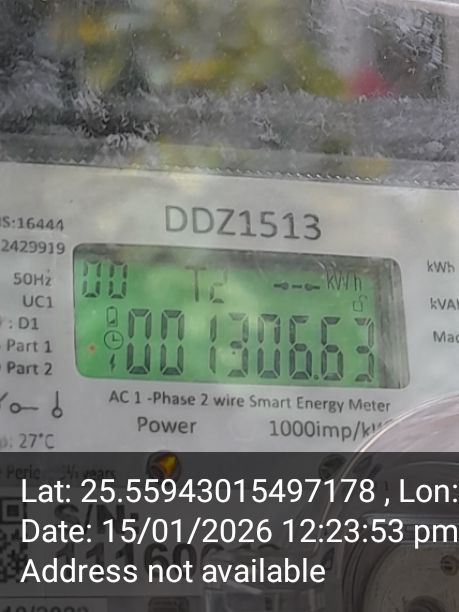 DDZ1513
IS:16444
2429919
50Hz
UC1
: D1
Part 1
Part 2
00 T2 kWh
001306.63
kWh
kVA
AC 1 -Phase 2 wire Smart Energy Meter
Power 1000imp/k
: 27°C
years
S/N:
Lat: 25.55943015497178 , Lon:
Date: 15/01/2026 12:23:53 pm
Address not available